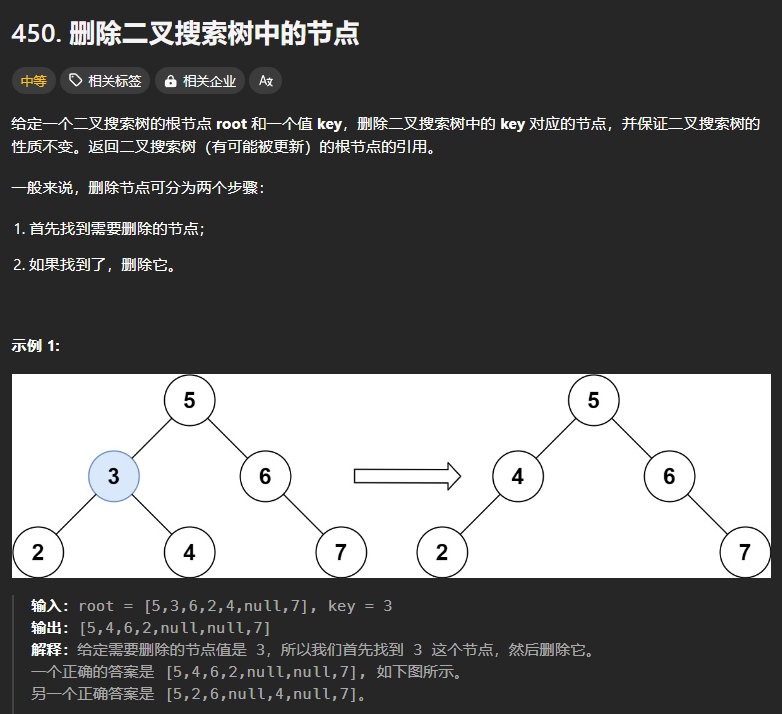 450. 删除二叉搜索树中的节点
中等 相关标签 相关企业 Aх
给定一个二叉搜索树的根节点 root 和一个值 key，删除二叉搜索树中的 key 对应的节点，并保证二叉搜索树的
性质不变。返回二叉搜索树（有可能被更新）的根节点的引用。
一般来说，删除节点可分为两个步骤：
1. 首先找到需要删除的节点；
2. 如果找到了，删除它。
示例 1:
5 5
3 6 4 6
2 4 7 2 7
输入：root = [5,3,6,2,4,null,7], key = 3
输出：[5,4,6,2,null,null,7]
解释：给定需要删除的节点值是 3，所以我们首先找到 3 这个节点，然后删除它。
一个正确的答案是 [5,4,6,2,null,null,7], 如下图所示。
另一个正确答案是 [5,2,6,null,4,null,7]。